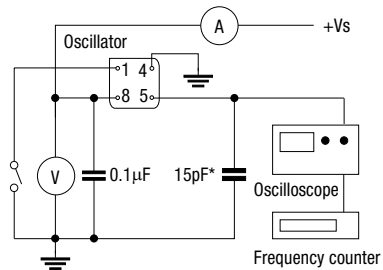 A
+Vs
Oscillator
1 4
8 5
V
0.1μF
15pF*
Oscilloscope
Frequency counter